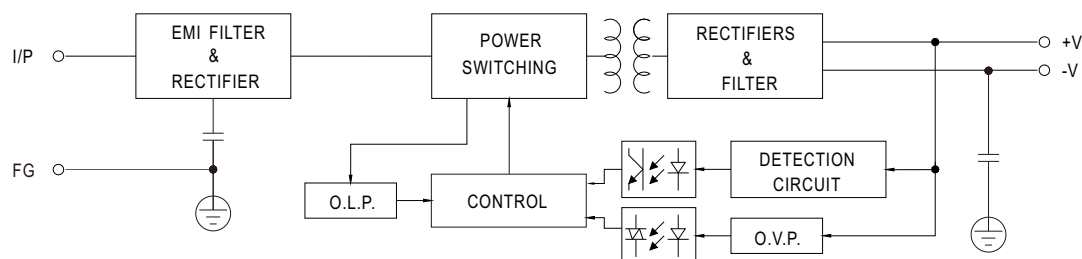 I/P
EMI FILTER
&
RECTIFIER
POWER
SWITCHING
RECTIFIERS
&
FILTER
+V
-V
FG
O.L.P.
CONTROL
DETECTION
CIRCUIT
O.V.P.